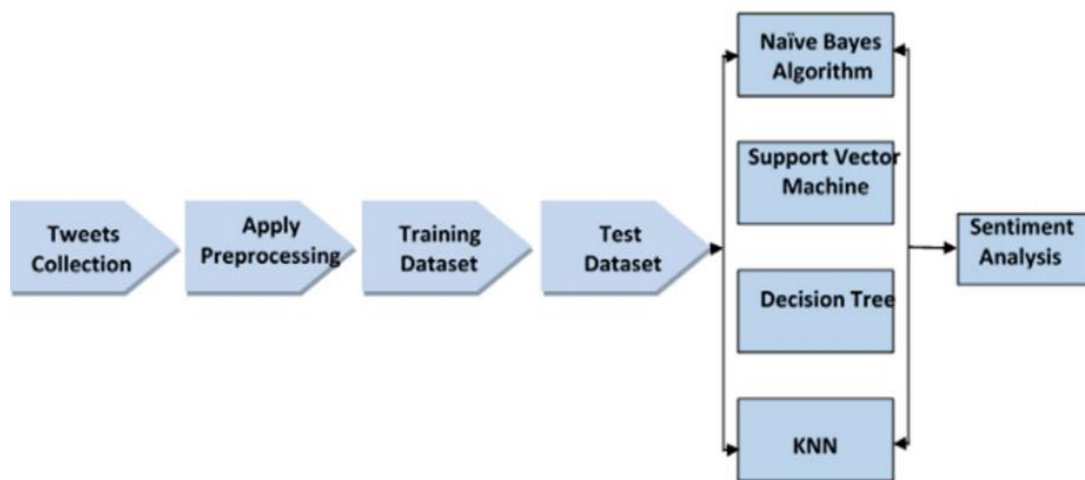 Tweets
Collection
Apply
Preprocessing
Training
Dataset
Test
Dataset
Naïve Bayes
Algorithm
Support Vector
Machine
Decision Tree
KNN
Sentiment
Analysis